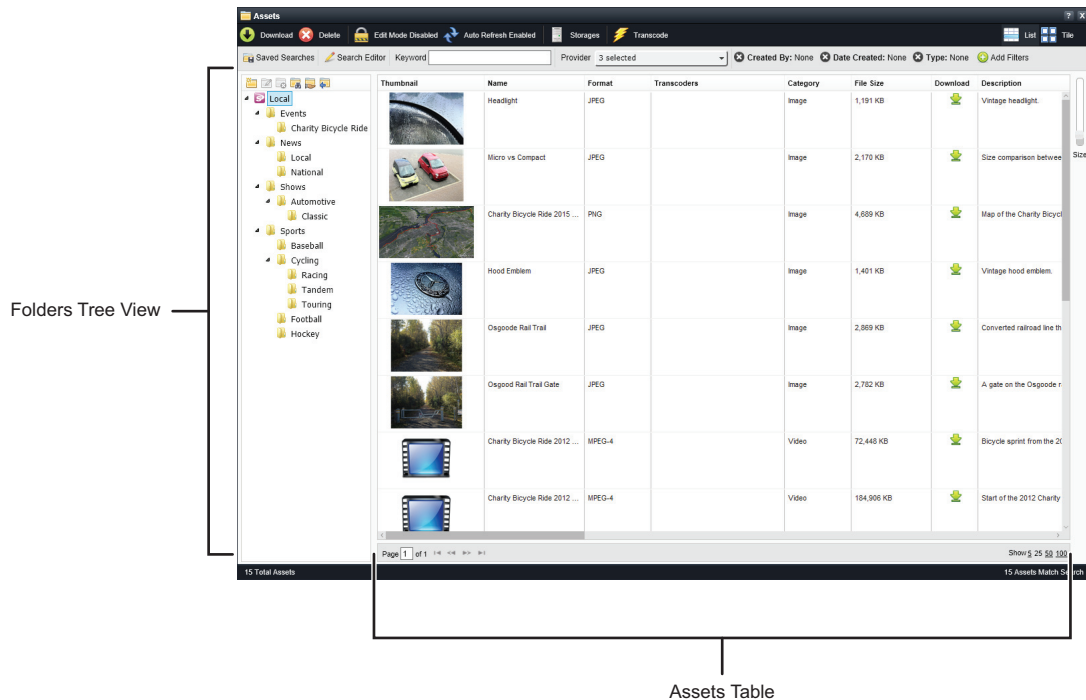 Assets
? X
Download Delete Edit Mode Disabled Auto Refresh Enabled Storages Transcode List Tile
Saved Searches Search Editor Keyword Provider 3 selected Created By: None Date Created: None Type: None Add Filters
Local
Events
Charity Bicycle Ride
News
Local
National
Shows
Automotive
Classic
Sports
Baseball
Cycling
Racing
Tandem
Touring
Football
Hockey
Folders Tree View
Thumbnail Name Format Transcoders Category File Size Download Description
Headlight JPEG Image 1,191 KB Vintage headlight.
Micro vs Compact JPEG Image 2,170 KB Size comparison betwee
Size
Charity Bicycle Ride 2015 ... PNG Image 4,689 KB Map of the Charity Bicycl
Hood Emblem JPEG Image 1,401 KB Vintage hood emblem.
Osgoode Rail Trail JPEG Image 2,869 KB Converted railroad line th
Osgood Rail Trail Gate JPEG Image 2,782 KB A gate on the Osgoode r
Charity Bicycle Ride 2012 ... MPEG-4 Video 72,448 KB Bicycle sprint from the 20
Charity Bicycle Ride 2012 ... MPEG-4 Video 184,906 KB Start of the 2012 Charity
Page 1 of 1 Show 5 25 50 100
15 Total Assets 15 Assets Match Search
Assets Table